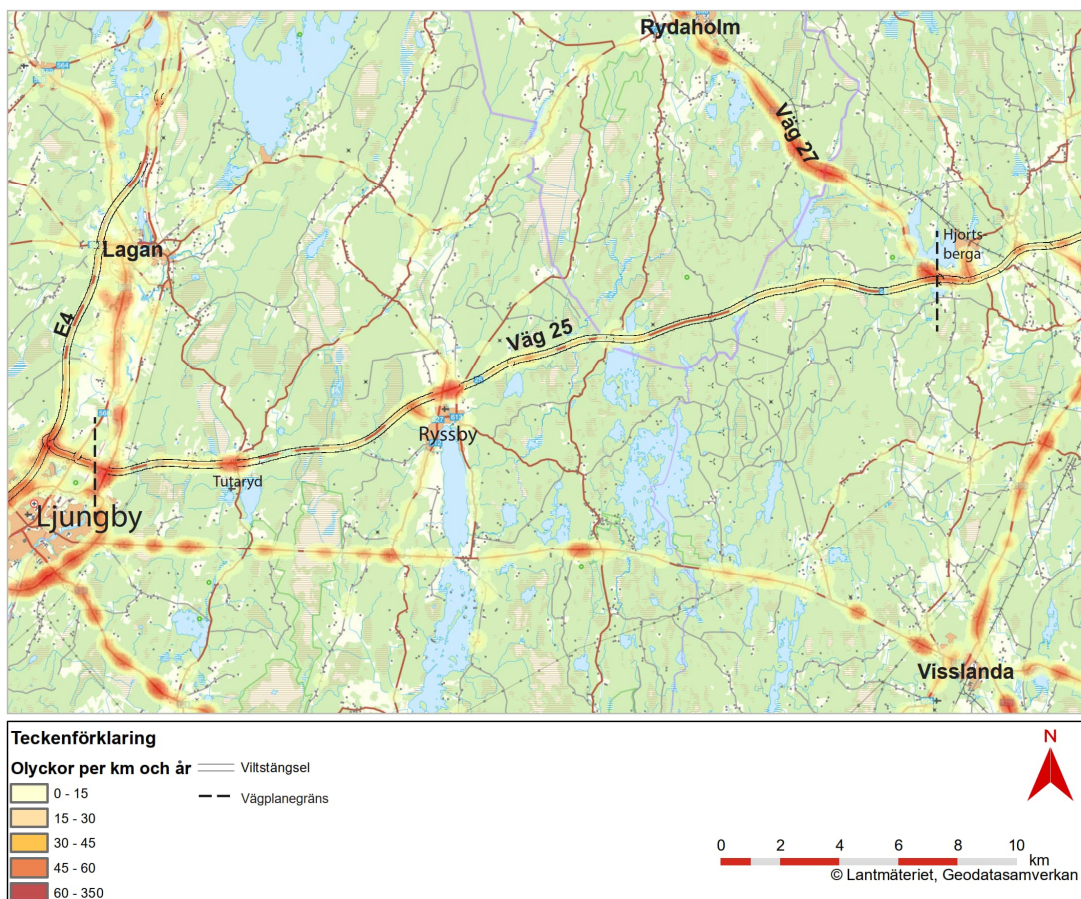 Rydaholm
Väg 27
Hjorts-
berga
Lagan
E4
Väg 25
Ryssby
Tutaryd
Ljungby
Visslanda
Teckenförklaring
Olyckor per km och år
Viltstängsel
0 - 15
Vägplanegräns
15 - 30
30 - 45
45 - 60
60 - 350
N
0 2 4 6 8 10
km
© Lantmäteriet, Geodatasamverkan